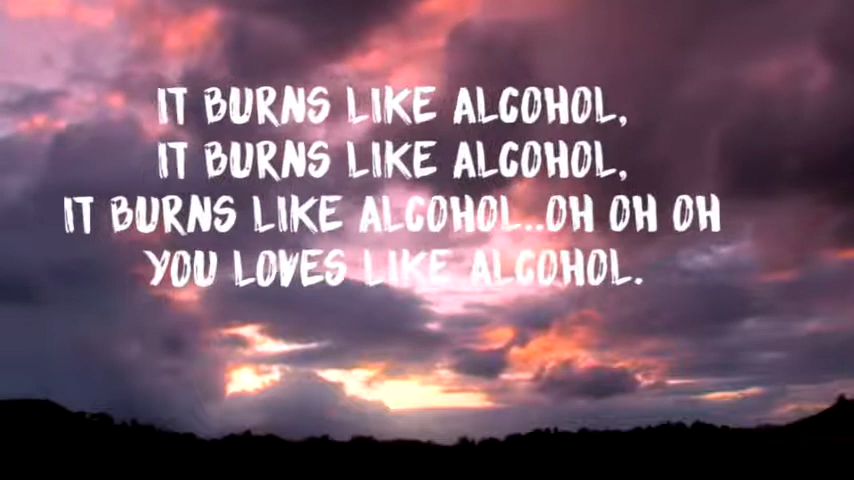 IT BURNS LIKE ALCOHOL,
IT BURNS LIKE ALCOHOL,
IT BURNS LIKE ALCOHOL..OH OH OH
YOU LOVES LIKE ALCOHOL.